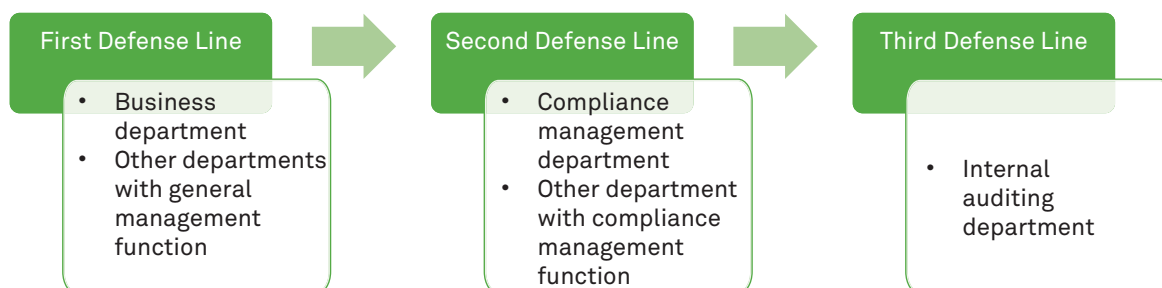 First Defense Line
• Business
department
• Other departments
with general
management
function
Second Defense Line
• Compliance
management
department
• Other department
with compliance
management
function
Third Defense Line
• Internal
auditing
department